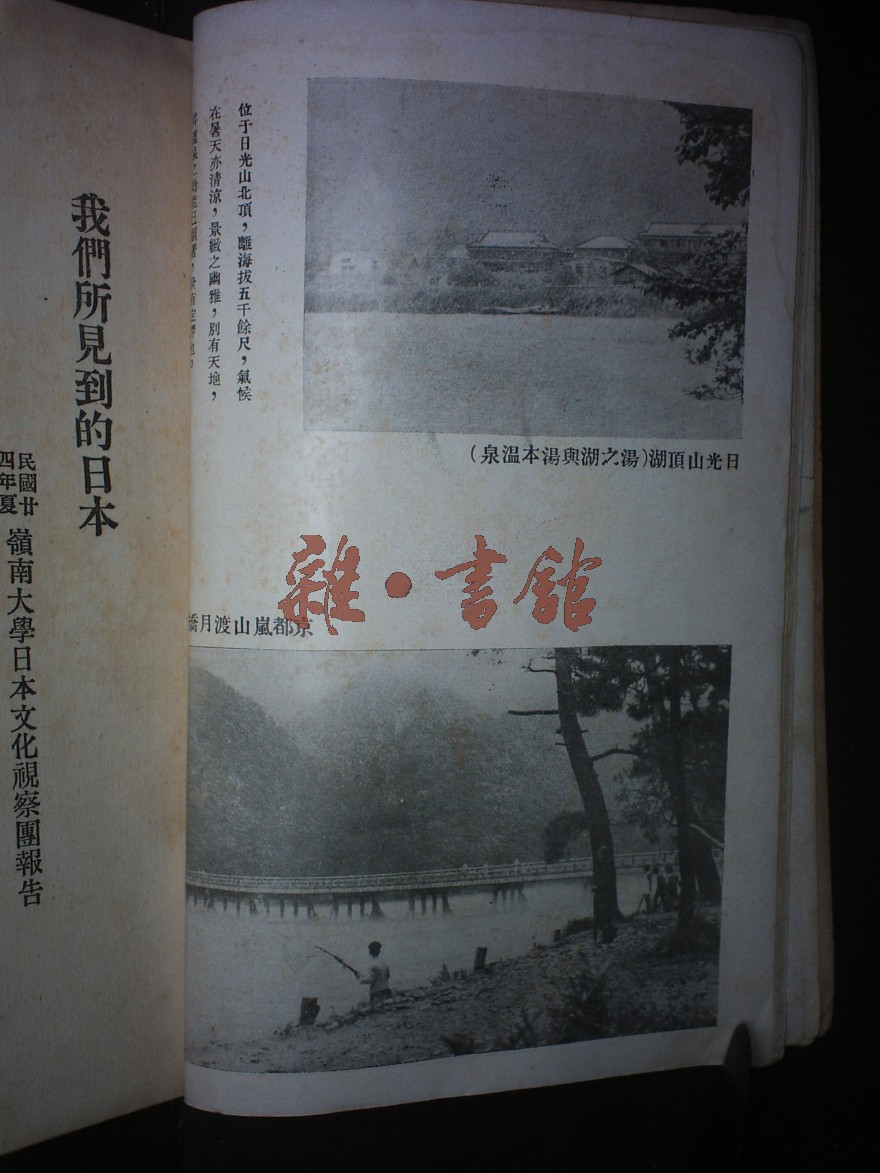 位于日光山北頂，離海拔五千餘尺，氣候
在暑天亦清涼，景緻之幽雅，別有天地，
日光山頂湖(湯之湖與湯本溫泉)
雜·書館
京都嵐山渡月橋
我們所見到的日本
民國廿
四年夏
嶺南大學日本文化視察團報告